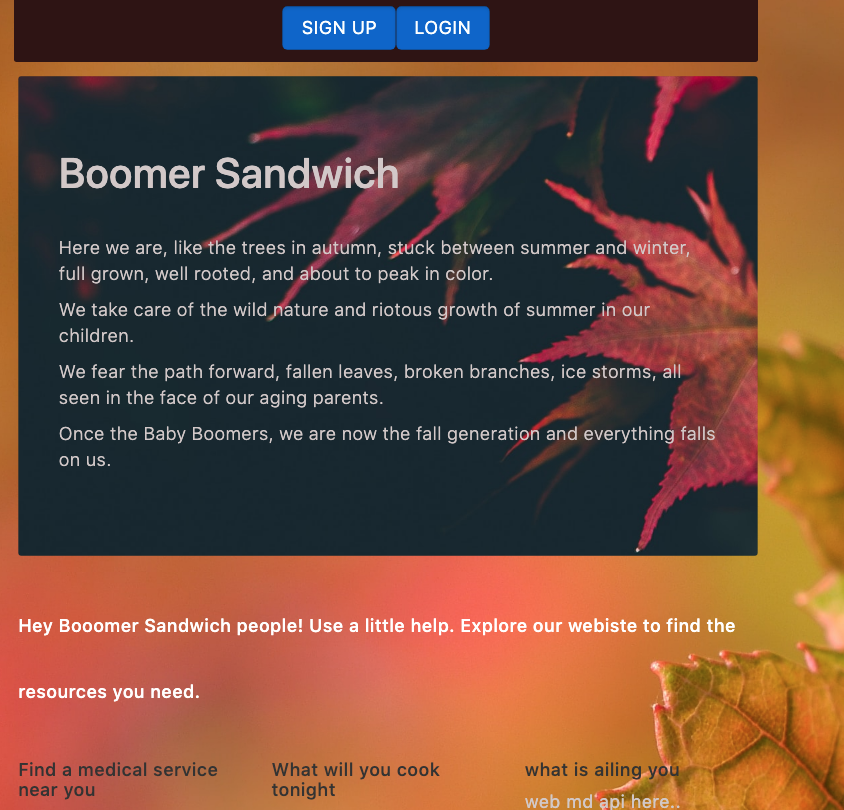 SIGN UP LOGIN
Boomer Sandwich
Here we are, like the trees in autumn, stuck between summer and winter,
full grown, well rooted, and about to peak in color.
We take care of the wild nature and riotous growth of summer in our
children.
We fear the path forward, fallen leaves, broken branches, ice storms, all
seen in the face of our aging parents.
Once the Baby Boomers, we are now the fall generation and everything falls
on us.
Hey Booomer Sandwich people! Use a little help. Explore our webiste to find the
resources you need.
Find a medical service
near you
What will you cook
tonight
what is ailing you
web md api here..